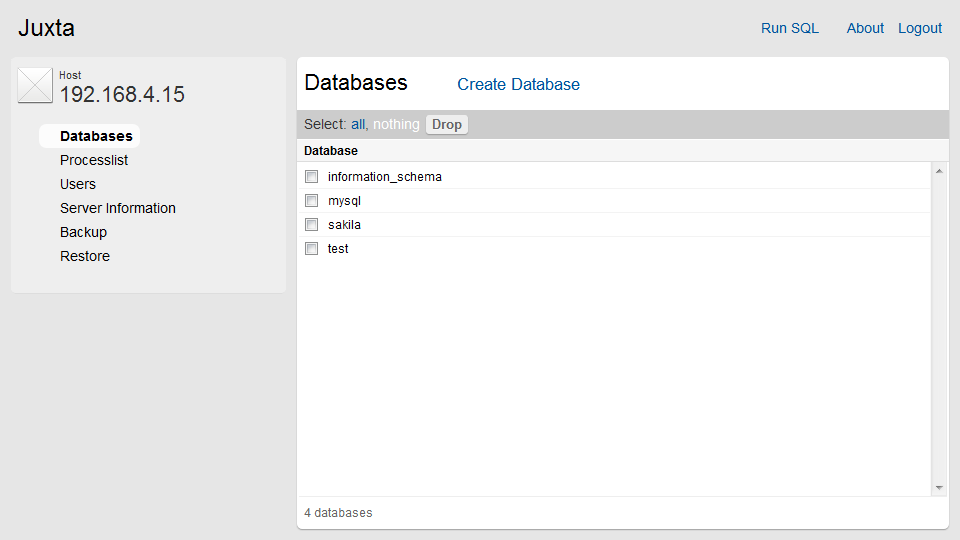 Juxta
Run SQL About Logout
Host
192.168.4.15
Databases
Processlist
Users
Server Information
Backup
Restore
Databases Create Database
Select: all, nothing Drop
Database
information_schema
mysql
sakila
test
4 databases